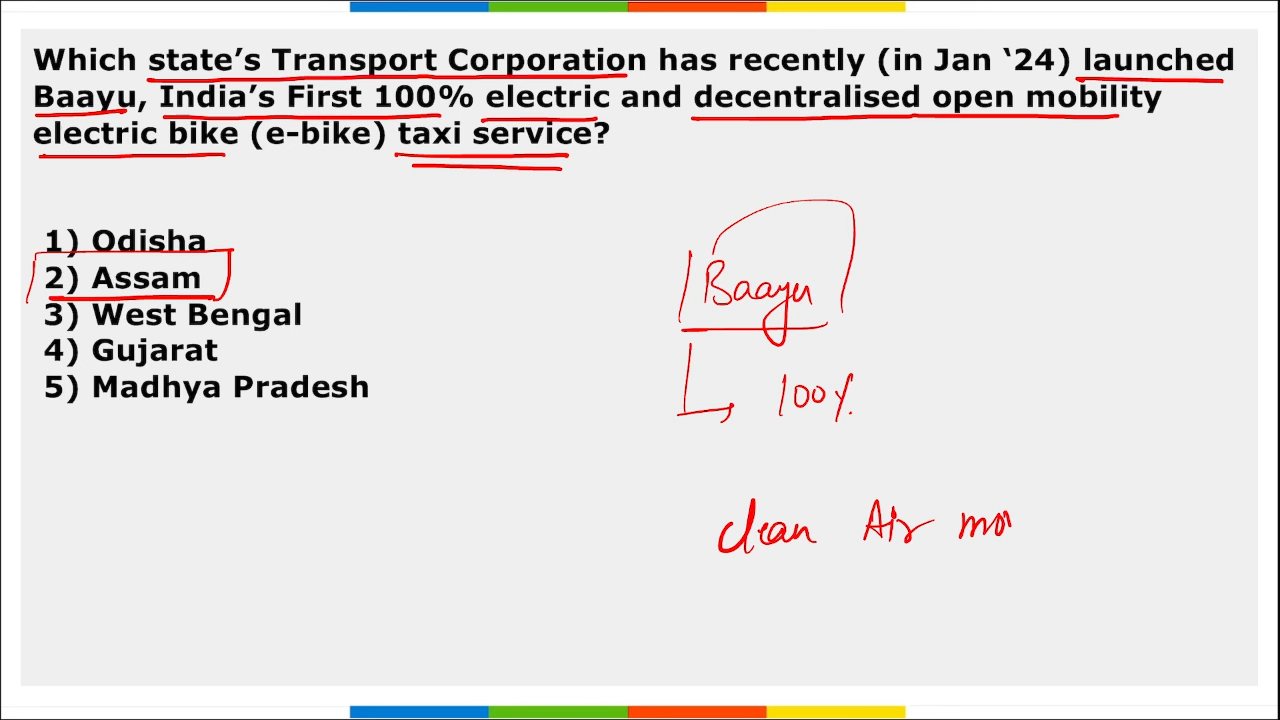 Which state’s Transport Corporation has recently (in Jan ‘24) launched
Baayu, India’s First 100% electric and decentralised open mobility
electric bike (e-bike) taxi service?
1) Odisha
2) Assam
3) West Bengal
4) Gujarat
5) Madhya Pradesh
Baayu
100%
clean Air mo